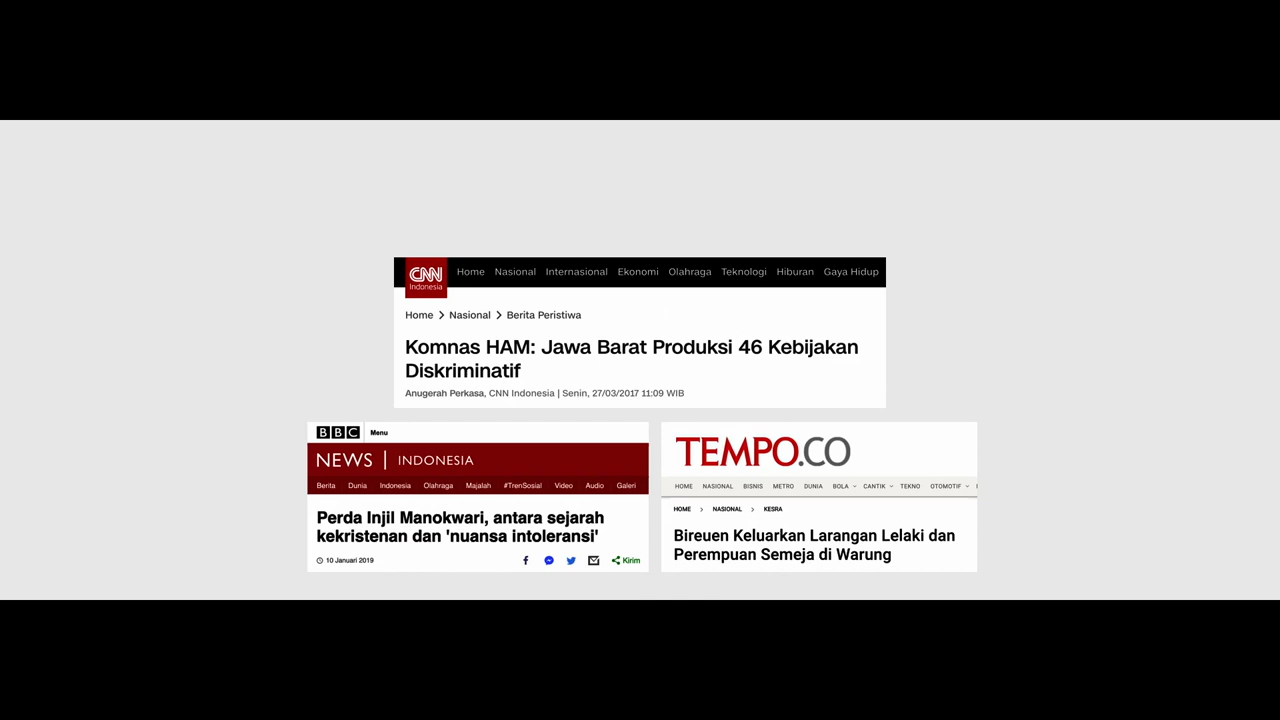 CNN Indonesia Home Nasional Internasional Ekonomi Olahraga Teknologi Hiburan Gaya Hidup
Home > Nasional > Berita Peristiwa
Komnas HAM: Jawa Barat Produksi 46 Kebijakan
Diskriminatif
Anugerah Perkasa, CNN Indonesia | Senin, 27/03/2017 11:09 WIB
BBC Menu
NEWS | INDONESIA
Berita Dunia Indonesia Olahraga Majalah #TrenSosial Video Audio Galeri
Perda Injil Manokwari, antara sejarah
kekristenan dan 'nuansa intoleransi'
10 Januari 2019 Kirim
TEMPO.CO
HOME NASIONAL BISNIS METRO DUNIA BOLA CANTIK TEKNO OTOMOTIF
HOME > NASIONAL > KESRA
Bireuen Keluarkan Larangan Lelaki dan
Perempuan Semeja di Warung